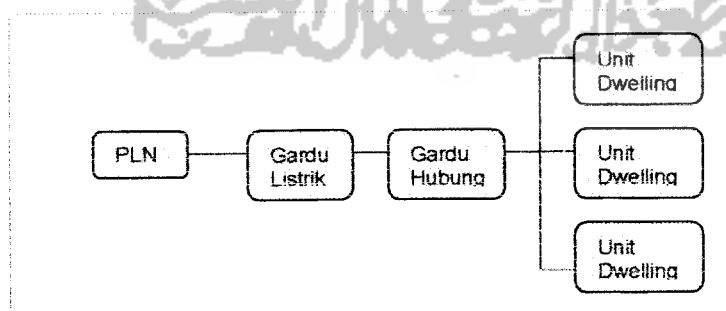 PLN
Gardu
Listrik
Gardu
Hubung
Unit
Dwelling
Unit
Dwelling
Unit
Dwelling